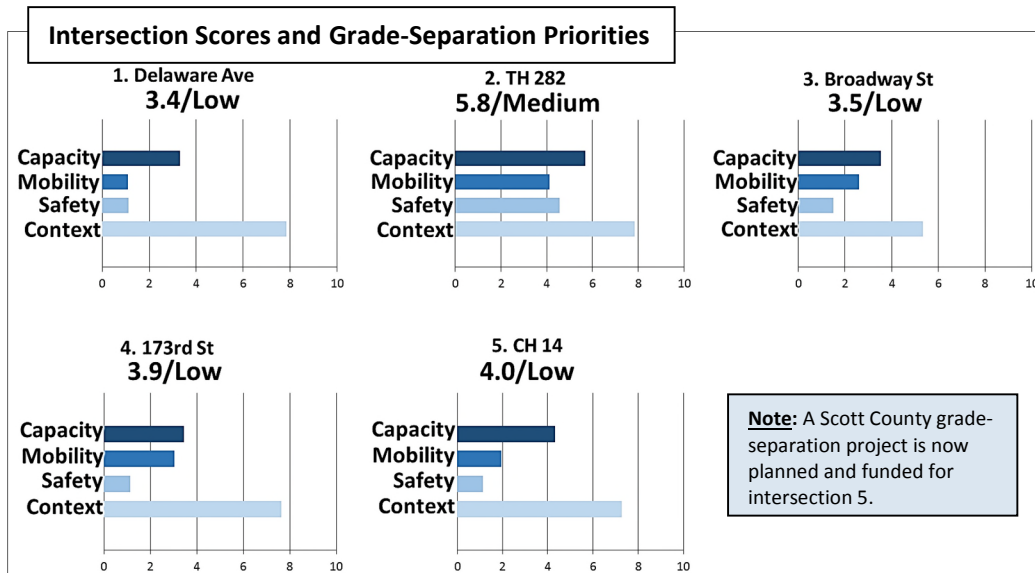 Intersection Scores and Grade-Separation Priorities
1. Delaware Ave
3.4/Low
Capacity
Mobility
Safety
Context
0 2 4 6 8 10
2. TH 282
5.8/Medium
Capacity
Mobility
Safety
Context
0 2 4 6 8 10
3. Broadway St
3.5/Low
Capacity
Mobility
Safety
Context
0 2 4 6 8 10
4. 173rd St
3.9/Low
Capacity
Mobility
Safety
Context
0 2 4 6 8 10
5. CH 14
4.0/Low
Capacity
Mobility
Safety
Context
0 2 4 6 8 10
Note: A Scott County grade-
separation project is now
planned and funded for
intersection 5.